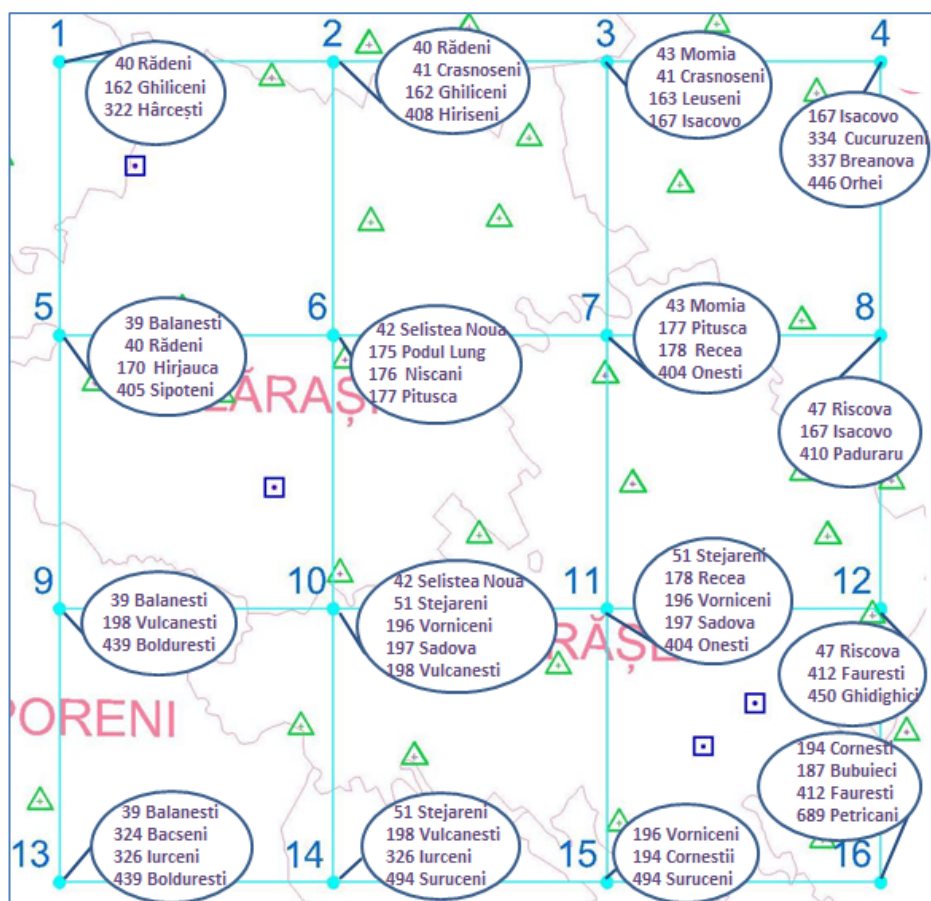 1
40 Rădeni
162 Ghiliceni
322 Hârcești
2
40 Rădeni
41 Crasnoseni
162 Ghiliceni
408 Hiriseni
3
43 Momia
41 Crasnoseni
163 Leuseni
167 Isacovo
4
167 Isacovo
334 Cucuruzeni
337 Breanova
446 Orhei
5
39 Balanesti
40 Rădeni
170 Hirjauca
405 Sipoteni
6
42 Selistea Noua
175 Podul Lung
176 Niscani
177 Pitusca
7
43 Momia
177 Pitusca
178 Recea
404 Onesti
8
47 Riscova
167 Isacovo
410 Paduraru
LĂRAȘI
9
39 Balanesti
198 Vulcanesti
439 Bolduresti
10
42 Selistea Noua
51 Stejareni
196 Vorniceni
197 Sadova
198 Vulcanesti
11
51 Stejareni
178 Recea
196 Vorniceni
197 Sadova
404 Onesti
12
47 Riscova
412 Fauresti
450 Ghidighici
RĂȘE
PORENI
13
39 Balanesti
324 Bacseni
326 Iurceni
439 Bolduresti
14
51 Stejareni
198 Vulcanesti
326 Iurceni
494 Suruceni
15
196 Vorniceni
194 Cornestii
494 Suruceni
16
194 Cornesti
187 Bubuieci
412 Fauresti
689 Petricani